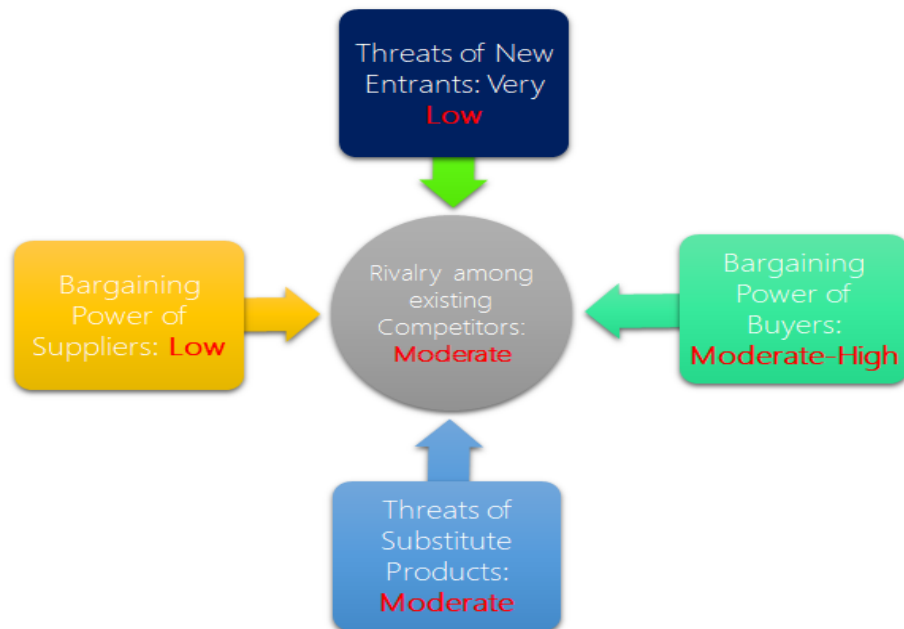 Threats of New
Entrants: Very
Low
Rivalry among
existing
Competitors:
Moderate
Bargaining
Power of
Suppliers: Low
Bargaining
Power of
Buyers:
Moderate-High
Threats of
Substitute
Products:
Moderate